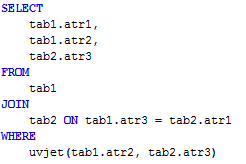 SELECT
tab1.atr1,
tab1.atr2,
tab2.atr3
FROM
tab1
JOIN
tab2 ON tab1.atr3 = tab2.atr1
WHERE
uvjet(tab1.atr2, tab2.atr3)